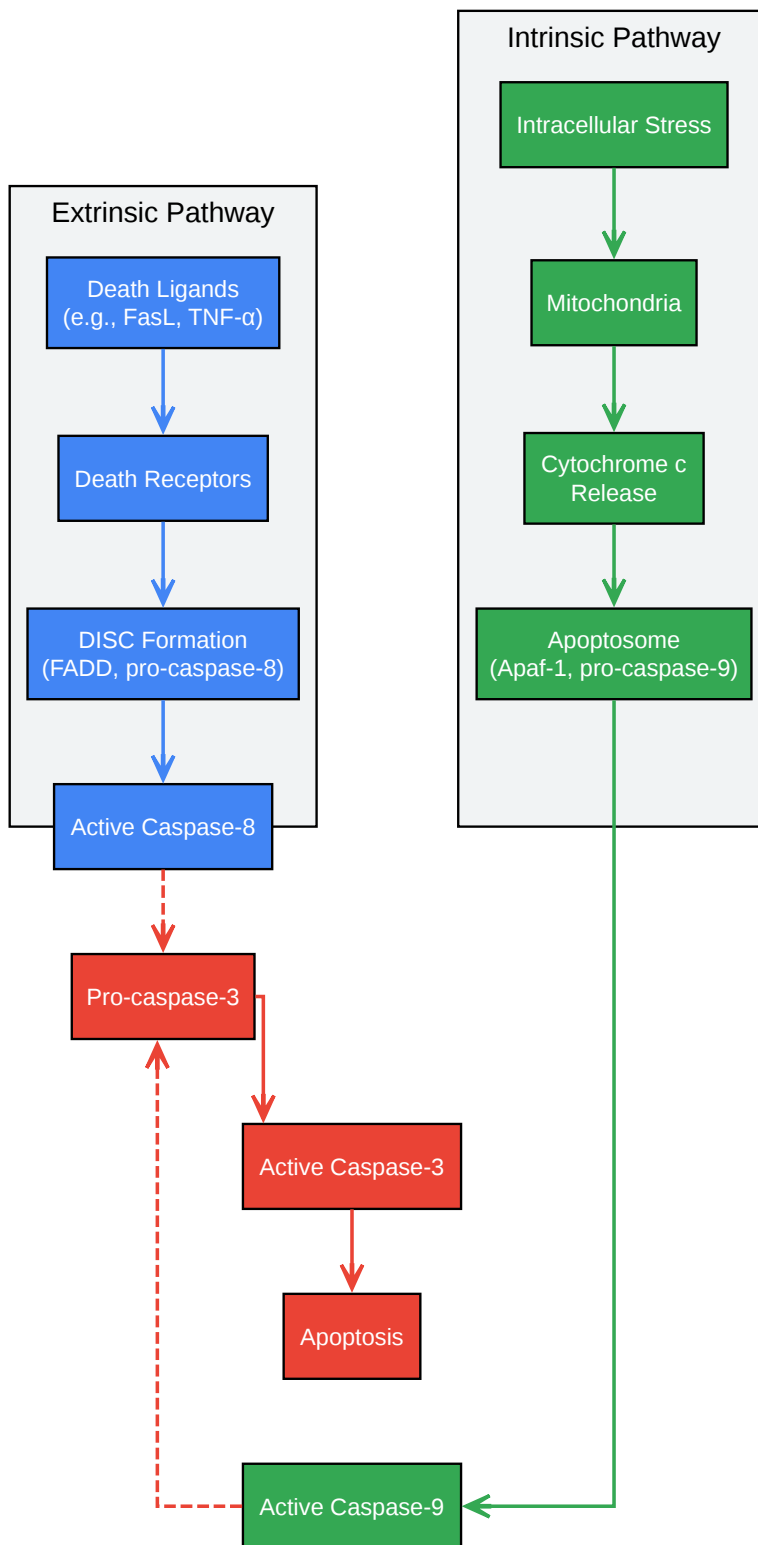 Intrinsic Pathway
Intracellular Stress
Mitochondria
Cytochrome c
Release
Apoptosome
(Apaf-1, pro-caspase-9)
Extrinsic Pathway
Death Ligands
(e.g., FasL, TNF-α)
Death Receptors
DISC Formation
(FADD, pro-caspase-8)
Active Caspase-8
Pro-caspase-3
Active Caspase-3
Apoptosis
Active Caspase-9